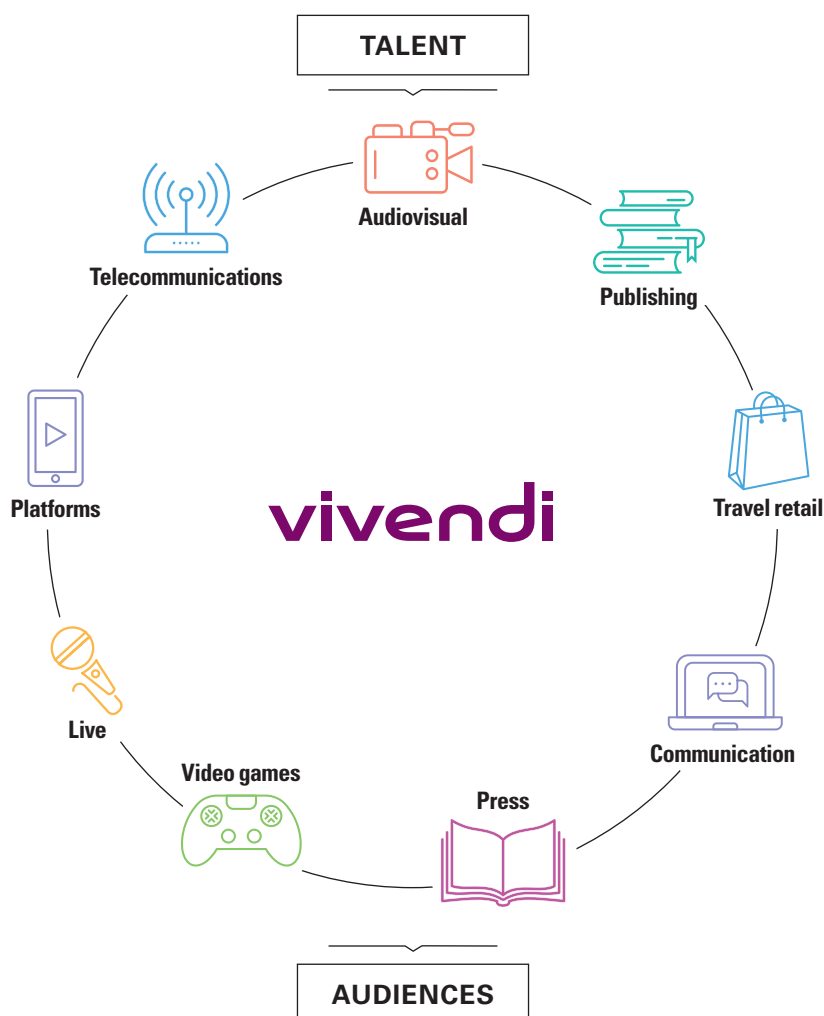 TALENT
Audiovisual
Telecommunications
Publishing
Platforms
vivendi
Travel retail
Live
Communication
Video games
Press
AUDIENCES